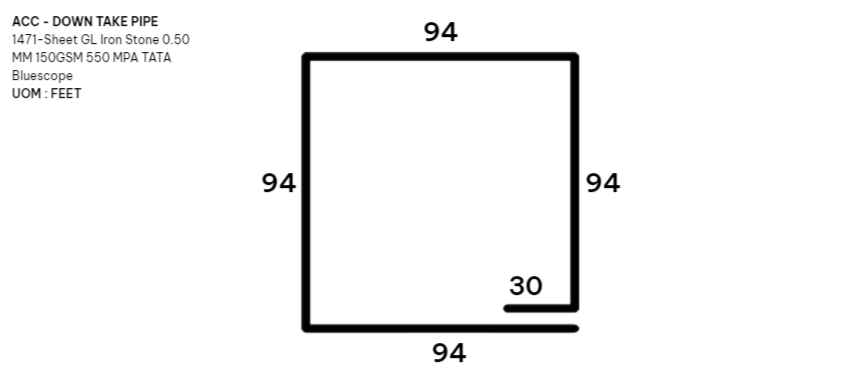 ACC - DOWN TAKE PIPE
1471-Sheet GL Iron Stone 0.50
MM 150GSM 550 MPA TATA
Bluescope
UOM : FEET
94
94
94
30
94